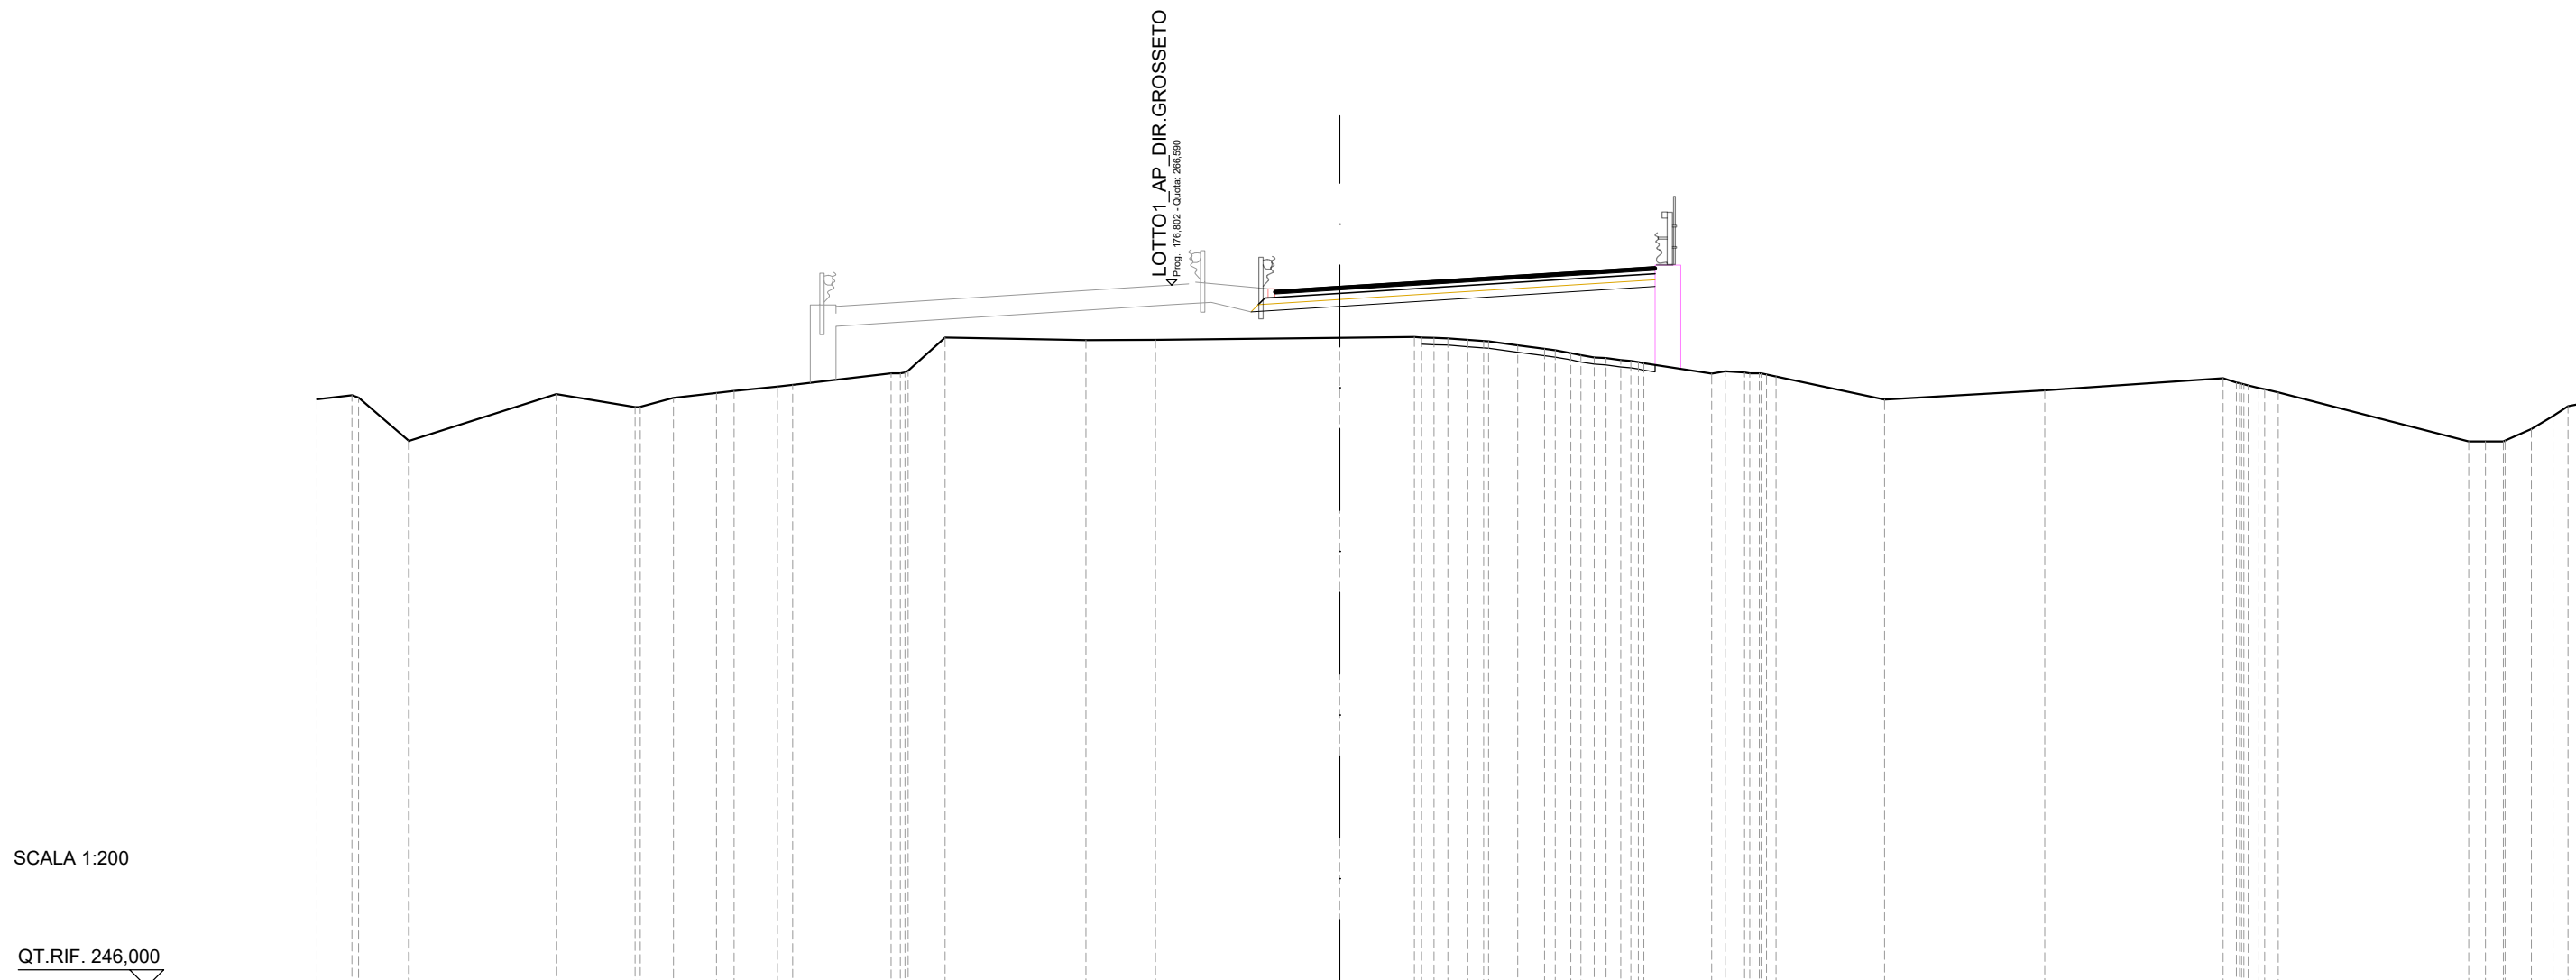 LOTTO1_AP_DIR.GROSSETO
Prog.: 176,802 - Quota: 266,590
SCALA 1:200
QT.RIF. 246,000